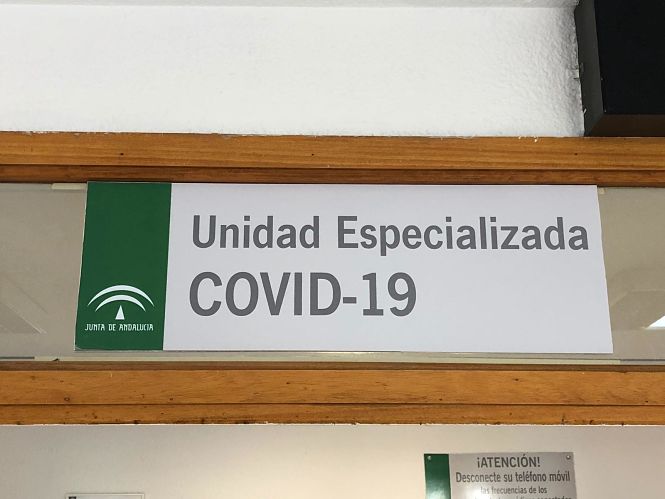 Unidad Especializada
COVID-19
JUNTA DE ANDALUCIA
¡ATENCIÓN!
Desconecte su teléfono móvil
las frecuencias de los